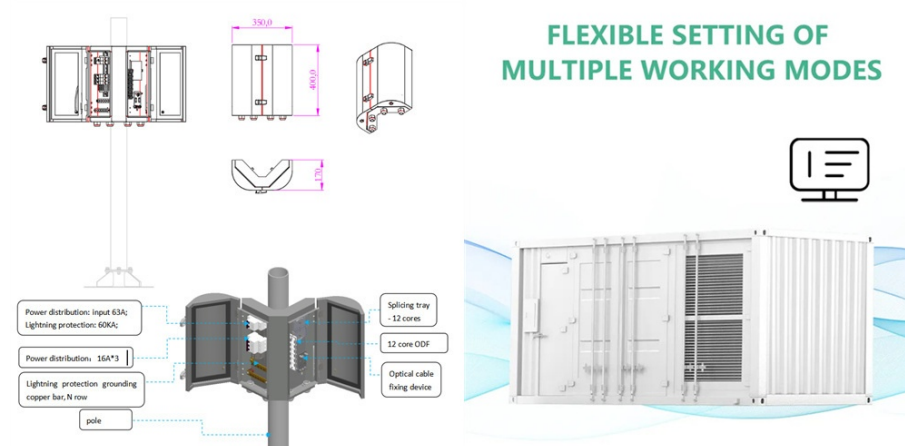 350,0
400,0
170
Power distribution: input 63A;
Lightning protection: 60KA;
Power distribution: 16A*3
Lightning protection grounding
copper bar, N row
pole
Splicing tray
- 12 cores
12 core ODF
Optical cable
fixing device
FLEXIBLE SETTING OF
MULTIPLE WORKING MODES